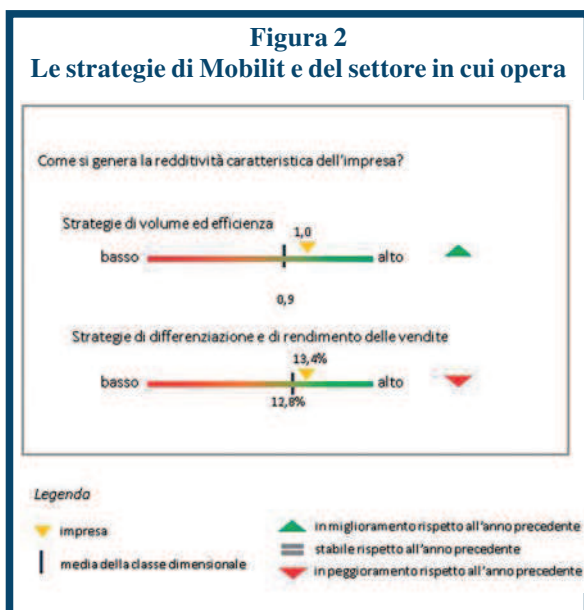 Figura 2
Le strategie di Mobilit e del settore in cui opera
Come si genera la redditività caratteristica dell'impresa?
Strategie di volume ed efficienza
1,0
basso alto
0,9
Strategie di differenziazione e di rendimento delle vendite
13,4%
basso alto
12,8%
Legenda
impresa
media della classe dimensionale
in miglioramento rispetto all'anno precedente
stabile rispetto all'anno precedente
in peggioramento rispetto all'anno precedente